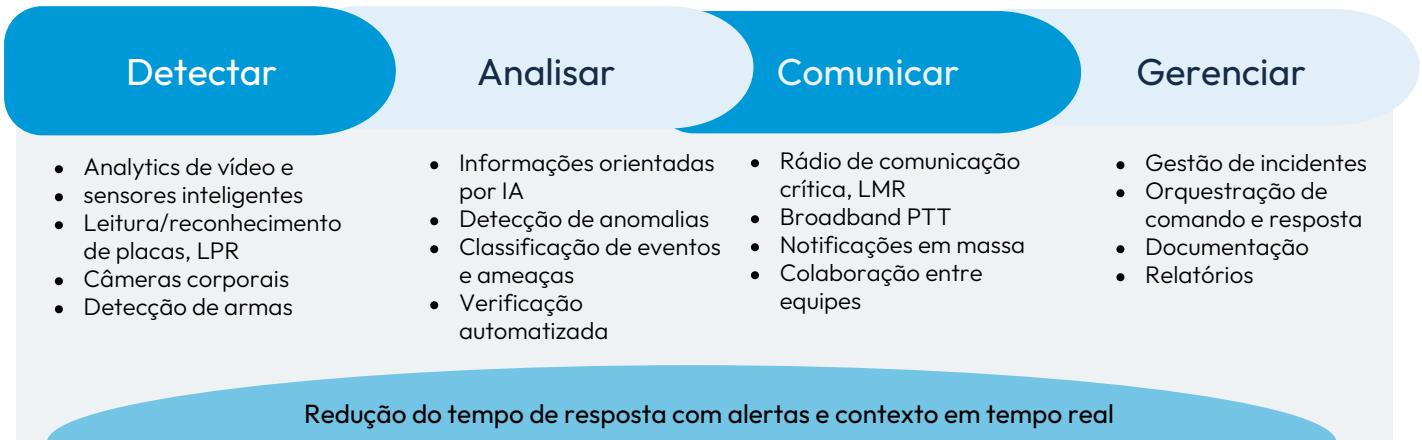 Detectar
Analisar
Comunicar
Gerenciar
• Analytics de vídeo e
• sensores inteligentes
• Leitura/reconhecimento
de placas, LPR
• Câmeras corporais
• Detecção de armas
• Informações orientadas
por IA
• Detecção de anomalias
• Classificação de eventos
e ameaças
• Verificação
automatizada
• Rádio de comunicação
crítica, LMR
• Broadband PTT
• Notificações em massa
• Colaboração entre
equipes
• Gestão de incidentes
• Orquestração de
comando e resposta
• Documentação
• Relatórios
Redução do tempo de resposta com alertas e contexto em tempo real